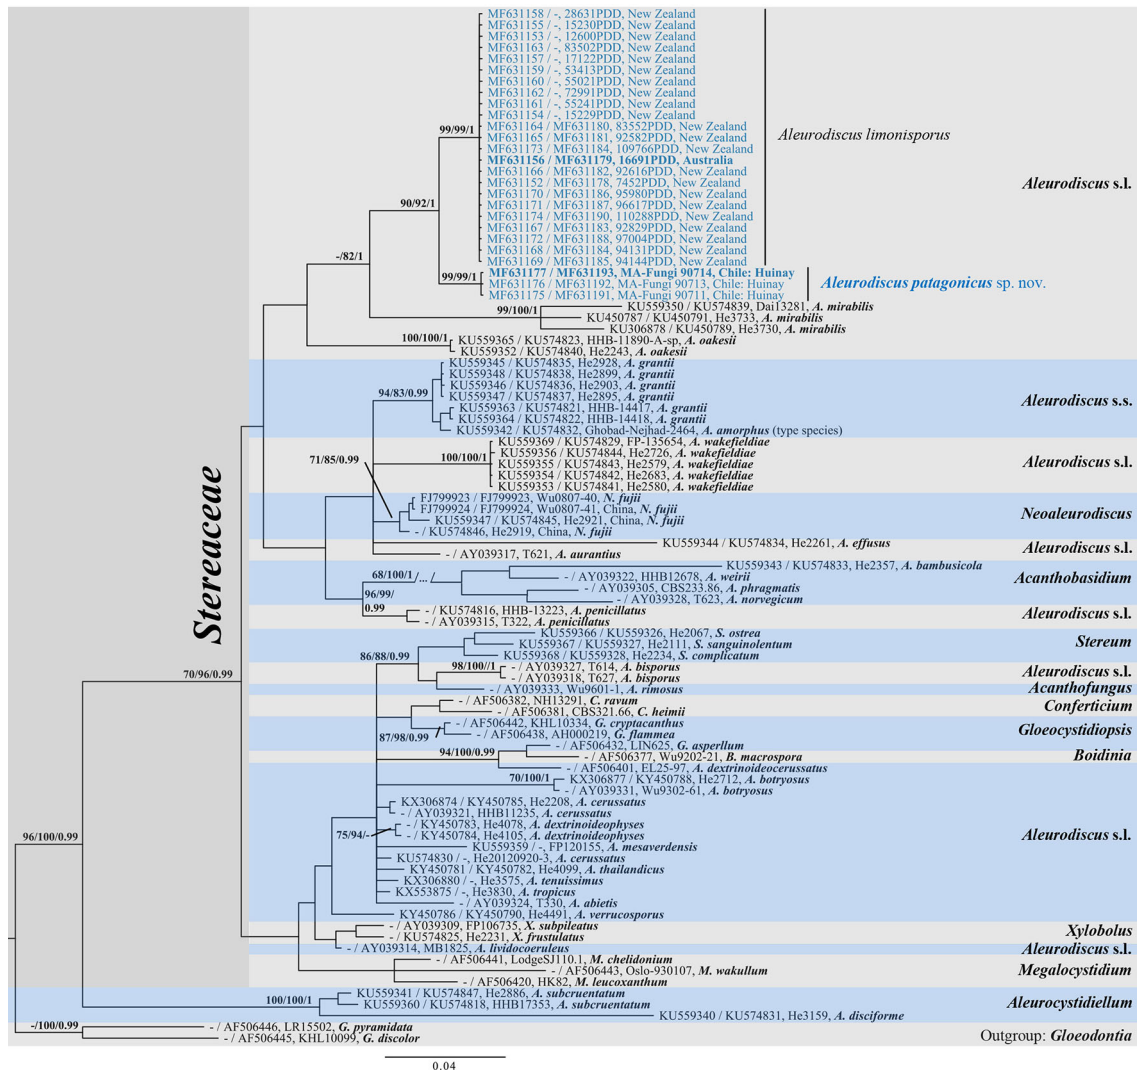 MF631158 / -, 28631PDD, New Zealand
MF631155 / -, 15230PDD, New Zealand
MF631153 / -, 12600PDD, New Zealand
MF631163 / -, 83502PDD, New Zealand
MF631157 / -, 17122PDD, New Zealand
MF631159 / -, 53413PDD, New Zealand
MF631160 / -, 55021PDD, New Zealand
MF631162 / -, 72991PDD, New Zealand
MF631161 / -, 55241PDD, New Zealand
MF631154 / -, 15229PDD, New Zealand
MF631164 / MF631180, 83552PDD, New Zealand
MF631165 / MF631181, 92582PDD, New Zealand
MF631173 / MF631184, 109766PDD, New Zealand
MF631156 / MF631179, 16691PDD, Australia
MF631166 / MF631182, 92616PDD, New Zealand
MF631152 / MF631178, 7452PDD, New Zealand
MF631170 / MF631186, 95980PDD, New Zealand
MF631171 / MF631187, 96617PDD, New Zealand
MF631174 / MF631190, 110288PDD, New Zealand
MF631167 / MF631183, 92829PDD, New Zealand
MF631172 / MF631188, 97004PDD, New Zealand
MF631168 / MF631184, 94131PDD, New Zealand
MF631169 / MF631185, 94144PDD, New Zealand
99/99/1
Aleurodiscus limonisporus
Aleurodiscus s.l.
90/92/1
-/82/1
99/99/1
MF631177 / MF631193, MA-Fungi 90714, Chile: Huinay
MF631176 / MF631192, MA-Fungi 90713, Chile: Huinay
MF631175 / MF631191, MA-Fungi 90711, Chile: Huinay
Aleurodiscus patagonicus sp. nov.
99/100/1
KU559350 / KU574839, Dai13281, A. mirabilis
KU450787 / KU450791, He3733, A. mirabilis
KU306878 / KU450789, He3730, A. mirabilis
100/100/1
KU559365 / KU574823, HHB-11890-A-sp, A. oakesii
KU559352 / KU574840, He2243, A. oakesii
94/83/0.99
KU559345 / KU574835, He2928, A. grantii
KU559348 / KU574838, He2899, A. grantii
KU559346 / KU574836, He2903, A. grantii
KU559347 / KU574837, He2895, A. grantii
KU559363 / KU574821, HHB-14417, A. grantii
KU559364 / KU574822, HHB-14418, A. grantii
KU559342 / KU574832, Ghobad-Nejhad-2464, A. amorphus (type species)
Aleurodiscus s.s.
100/100/1
KU559369 / KU574829, FP-135654, A. wakefieldiae
KU559356 / KU574844, He2726, A. wakefieldiae
KU559355 / KU574843, He2579, A. wakefieldiae
KU559354 / KU574842, He2683, A. wakefieldiae
KU559353 / KU574841, He2580, A. wakefieldiae
Aleurodiscus s.l.
71/85/0.99
FJ799923 / FJ799923, Wu0807-40, N. fujii
FJ799924 / FJ799924, Wu0807-41, China, N. fujii
KU559347 / KU574845, He2921, China, N. fujii
- / KU574846, He2919, China, N. fujii
Neoaleurodiscus
KU559344 / KU574834, He2261, A. effusus
- / AY039317, T621, A. aurantius
Aleurodiscus s.l.
68/100/1 /... /
96/99/
0.99
KU559343 / KU574833, He2357, A. bambusicola
- / AY039322, HHB12678, A. weirii
- / AY039305, CBS233.86, A. phragmatis
- / AY039328, T623, A. norvegicum
Acanthobasidium
- / KU574816, HHB-13223, A. penicillatus
- / AY039315, T322, A. penicillatus
Aleurodiscus s.l.
Stereaceae
86/88/0.99
KU559366 / KU559326, He2067, S. ostrea
KU559367 / KU559327, He2111, S. sanguinolentum
KU559368 / KU559328, He2234, S. complicatum
Stereum
98/100//1
- / AY039327, T614, A. bisporus
- / AY039318, T627, A. bisporus
Aleurodiscus s.l.
- / AY039333, Wu9601-1, A. rimosus
Acanthofungus
70/96/0.99
- / AF506382, NH13291, C. ravum
- / AF506381, CBS321.66, C. heimii
Conferticium
87/98/0.99
- / AF506442, KHL10334, G. cryptacanthus
- / AF506438, AH000219, G. flammea
Gloeocystidiopsis
- / AF506432, LIN625, G. asperllum
94/100/0.99
- / AF506377, Wu9202-21, B. macrospora
Boidinia
- / AF506401, EL25-97, A. dextrinoideocerussatus
70/100/1
KX306877 / KY450788, He2712, A. botryosus
- / AY039331, Wu9302-61, A. botryosus
KX306874 / KY450785, He2208, A. cerussatus
- / AY039321, HHB11235, A. cerussatus
75/94/-
- / KY450783, He4078, A. dextrinoideophyses
- / KY450784, He4105, A. dextrinoideophyses
KU559359 / -, FP120155, A. mesaverdensis
KU574830 / -, He20120920-3, A. cerussatus
KY450781 / KY450782, He4099, A. thailandicus
KX306880 / -, He3575, A. tenuissimus
KX553875 / -, He3830, A. tropicus
- / AY039324, T330, A. abietis
KY450786 / KY450790, He4491, A. verrucosporus
Aleurodiscus s.l.
96/100/0.99
- / AY039309, FP106735, X. subpileatus
- / KU574825, He2231, X. frustulatus
Xylobolus
- / AY039314, MB1825, A. lividocoeruleus
Aleurodiscus s.l.
- / AF506441, LodgeSJ110.1, M. chelidonium
- / AF506443, Oslo-930107, M. wakullum
- / AF506420, HK82, M. leucoxanthum
Megalocystidium
100/100/1
KU559341 / KU574847, He2886, A. subcruentatum
KU559360 / KU574818, HHB17353, A. subcruentatum
KU559340 / KU574831, He3159, A. disciforme
Aleurocystidiellum
-/100/0.99
- / AF506446, LR15502, G. pyramidata
- / AF506445, KHL10099, G. discolor
Outgroup: Gloeodontia
0.04